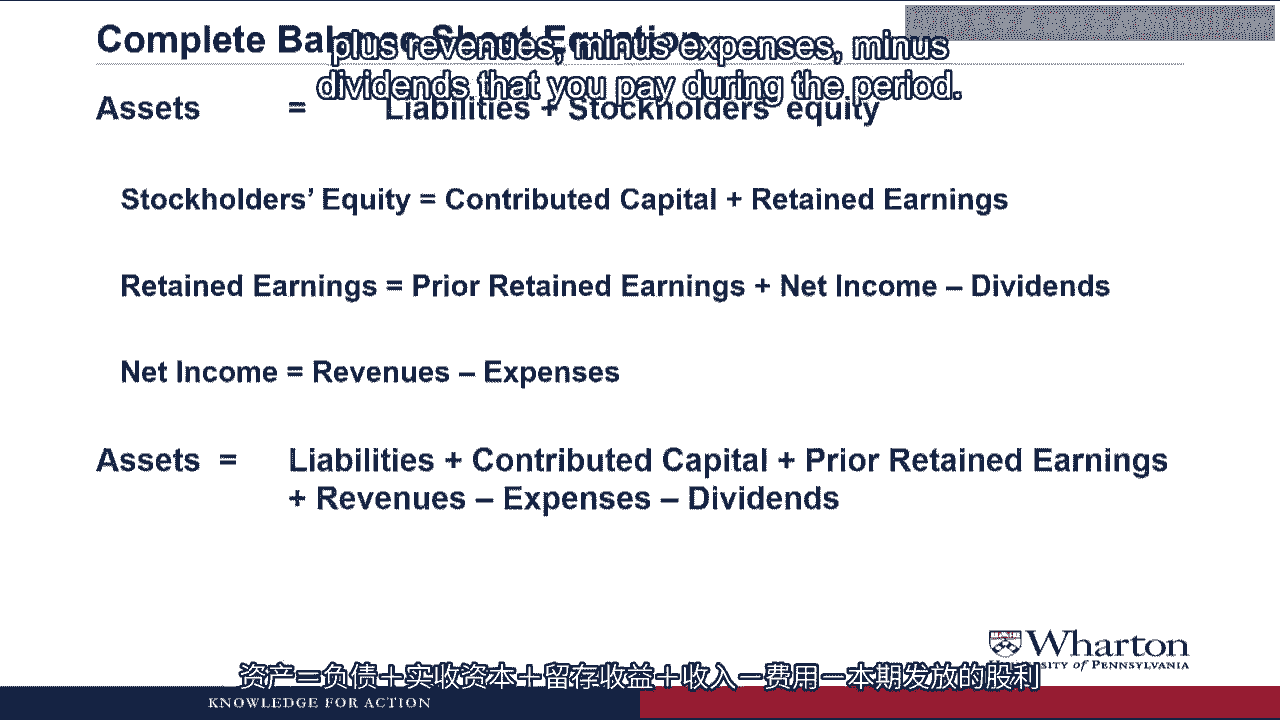 Complete Balance Sheet Equation
plus revenues, minus expenses, minus
dividends that you pay during the period.
Assets = Liabilities + Stockholders' equity
Stockholders’ Equity = Contributed Capital + Retained Earnings
Retained Earnings = Prior Retained Earnings + Net Income – Dividends
Net Income = Revenues – Expenses
Assets = Liabilities + Contributed Capital + Prior Retained Earnings
+ Revenues – Expenses – Dividends
Wharton
UNIVERSITY of PENNSYLVANIA
资产＝负债＋实收资本＋留存收益＋收入－费用－本期发放的股利
KNOWLEDGE FOR ACTION